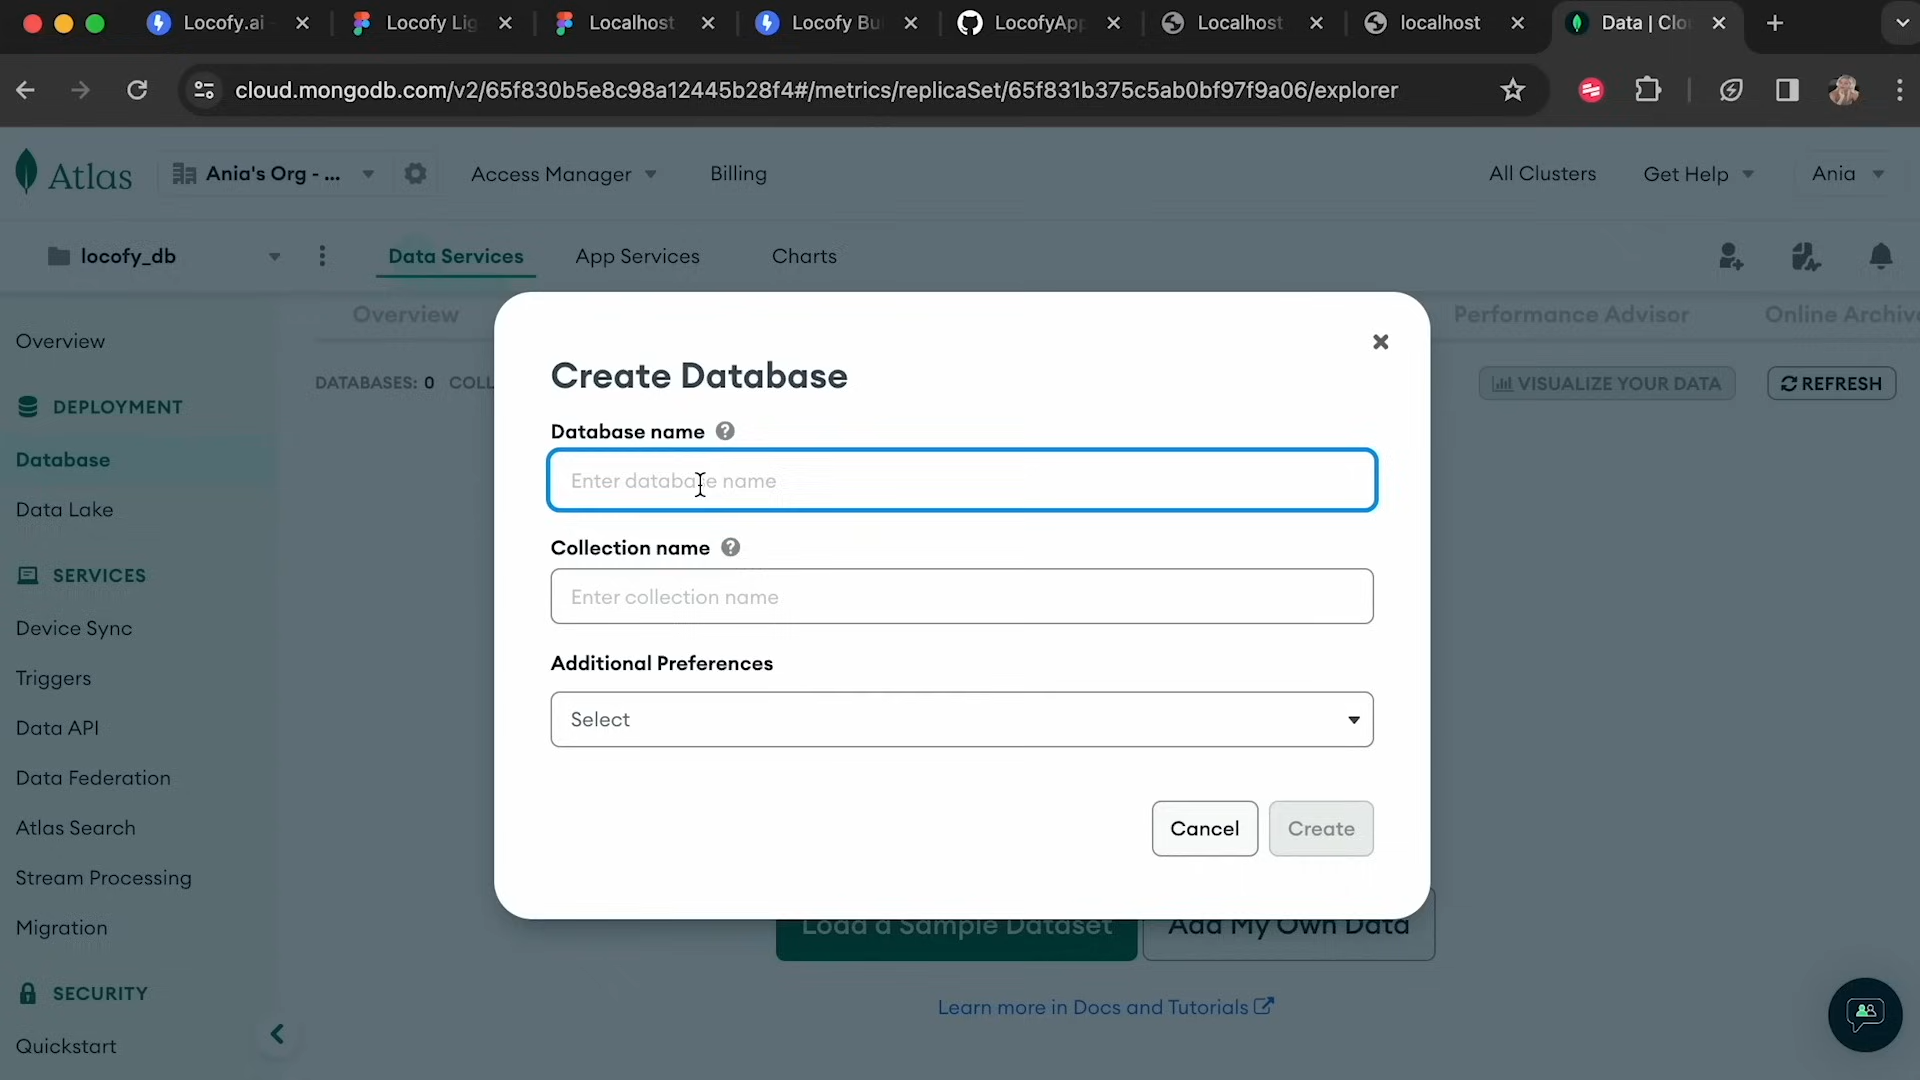 Locofy.ai
Locofy Lig
Localhost
Locofy Bu
LocofyApp
Localhost
localhost
Data | Clo
cloud.mongodb.com/v2/65f830b5e8c98a12445b28f4#/metrics/replicaSet/65f831b375c5ab0bf97f9a06/explorer
Atlas
Ania's Org - ...
Access Manager
Billing
All Clusters
Get Help
Ania
locofy_db
Data Services
App Services
Charts
Overview
Performance Advisor
Online Archive
DATABASES: 0 COLL
VISUALIZE YOUR DATA
REFRESH
Overview
DEPLOYMENT
Database
Data Lake
SERVICES
Device Sync
Triggers
Data API
Data Federation
Atlas Search
Stream Processing
Migration
SECURITY
Quickstart
Create Database
Database name
Enter database name
Collection name
Enter collection name
Additional Preferences
Select
Cancel
Create
Load a Sample Dataset
Add My Own Data
Learn more in Docs and Tutorials